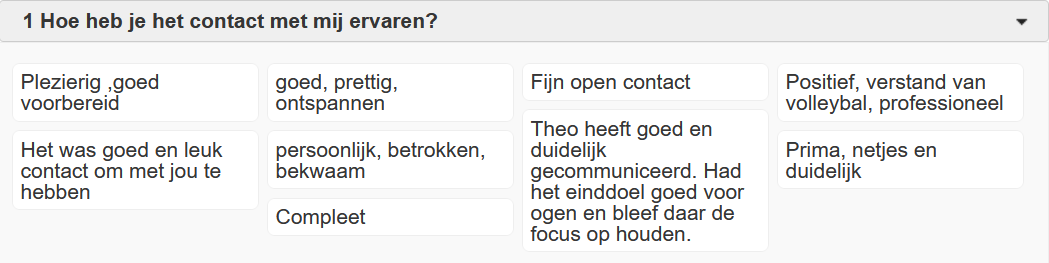 1 Hoe heb je het contact met mij ervaren?
Plezierig ,goed
voorbereid
Het was goed en leuk
contact om met jou te
hebben
goed, prettig,
ontspannen
persoonlijk, betrokken,
bekwaam
Compleet
Fijn open contact
Theo heeft goed en
duidelijk
gecommuniceerd. Had
het einddoel goed voor
ogen en bleef daar de
focus op houden.
Positief, verstand van
volleybal, professioneel
Prima, netjes en
duidelijk